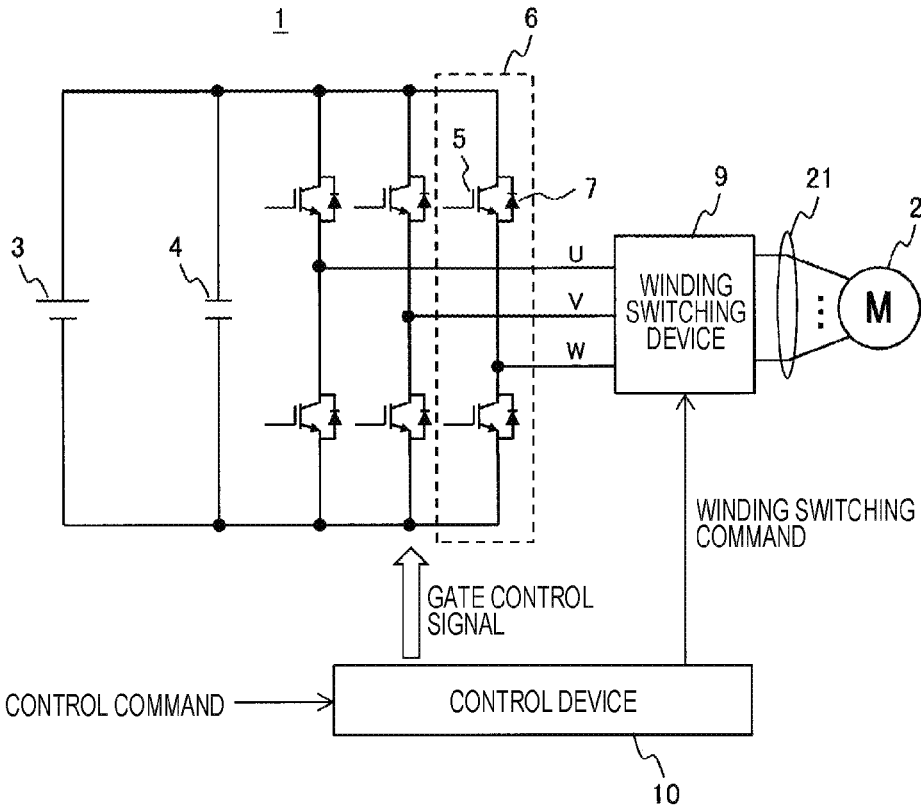 1
6
5
7
9
21
2
3
4
U
V
W
WINDING
SWITCHING
DEVICE
M
WINDING SWITCHING
COMMAND
GATE CONTROL
SIGNAL
CONTROL COMMAND
CONTROL DEVICE
10